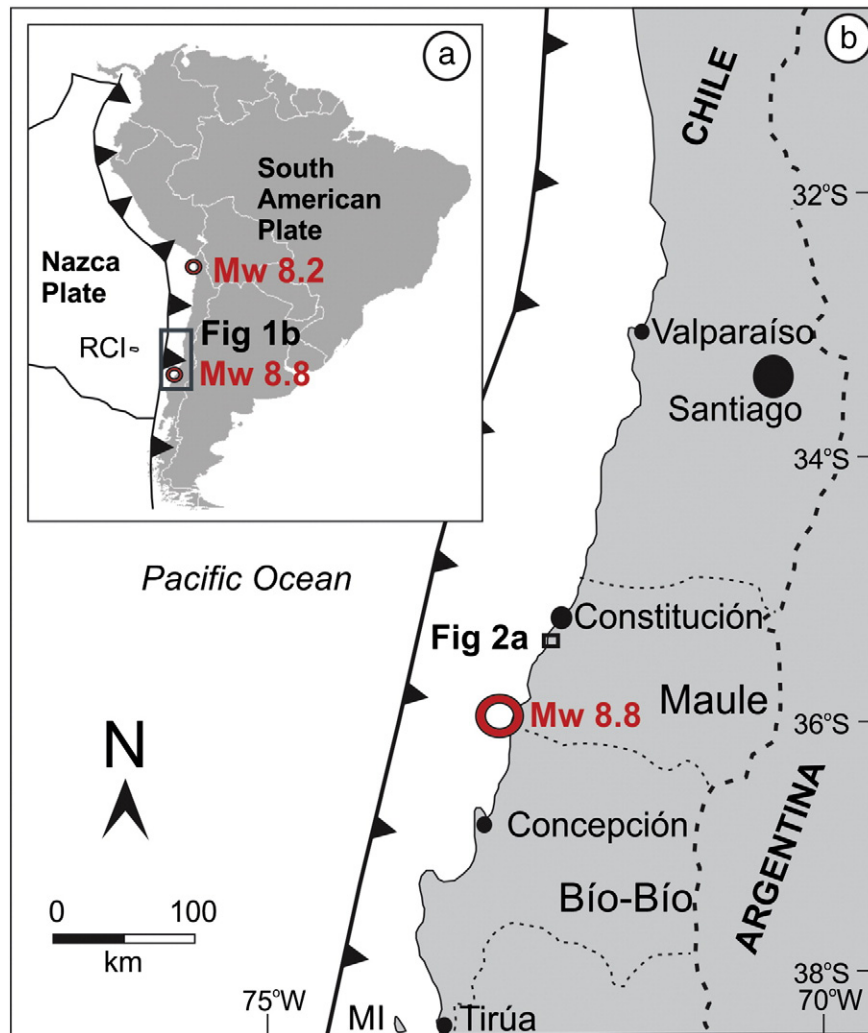 a
South
American
Plate
Nazca
Plate
Mw 8.2
Fig 1b
RCI
Mw 8.8
b
CHILE
32°S
Valparaíso
Santiago
34°S
Pacific Ocean
Constitución
Fig 2a
Maule
Mw 8.8
36°S
N
Concepción
ARGENTINA
0 100
km
Bío-Bío
38°S
75°W
70°W
MI
Tirúa